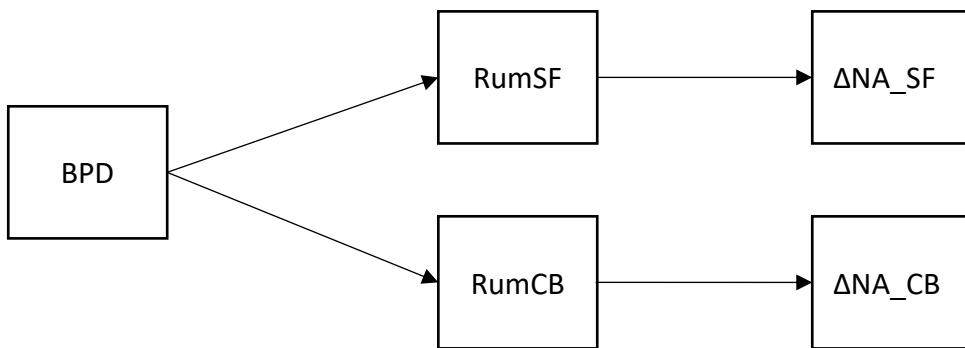 RumSF
ΔNA_SF
BPD
RumCB
ΔNA_CB